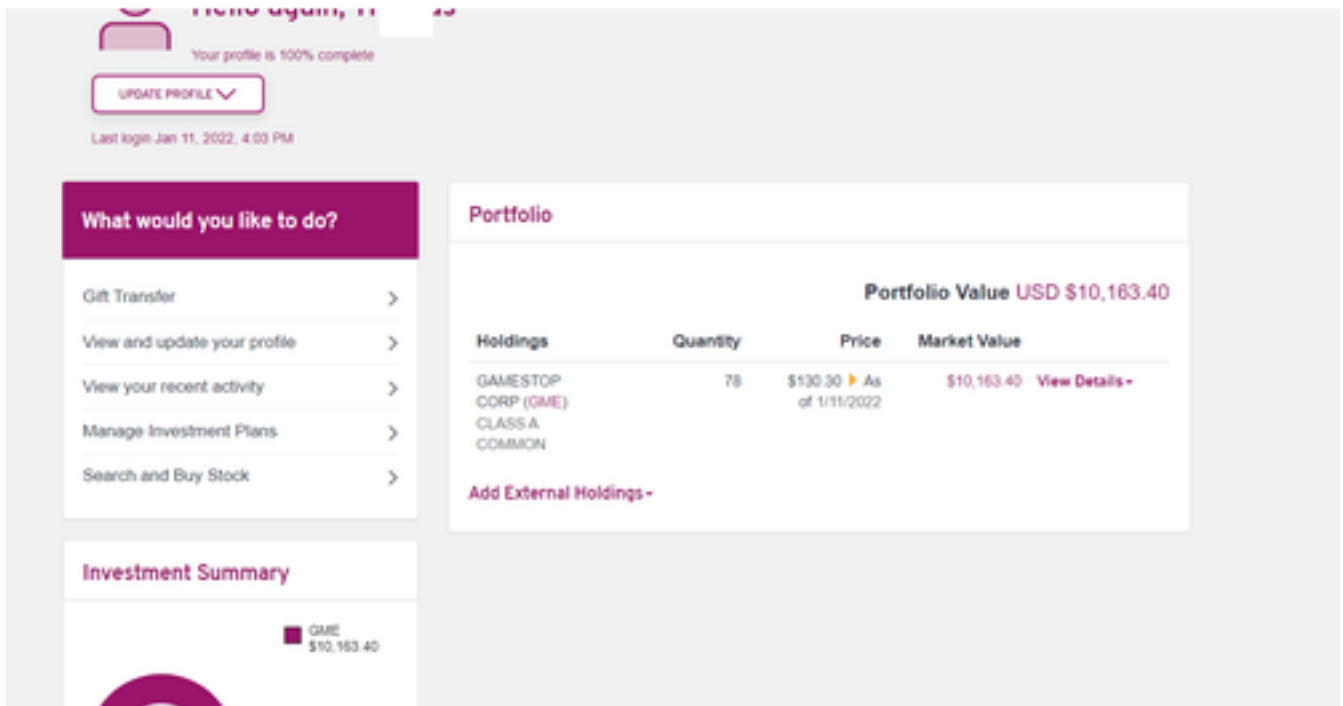 Hello again,
Your profile is 100% complete
UPDATE PROFILE
Last login Jan 11, 2022, 4:03 PM
What would you like to do?
Gift Transfer
View and update your profile
View your recent activity
Manage Investment Plans
Search and Buy Stock
Portfolio
Portfolio Value USD $10,163.40
Holdings Quantity Price Market Value
GAMESTOP 78 $130.30 As $10,163.40 View Details
CORP (GME) of 1/11/2022
CLASS A
COMMON
Add External Holdings
Investment Summary
GME
$10,163.40